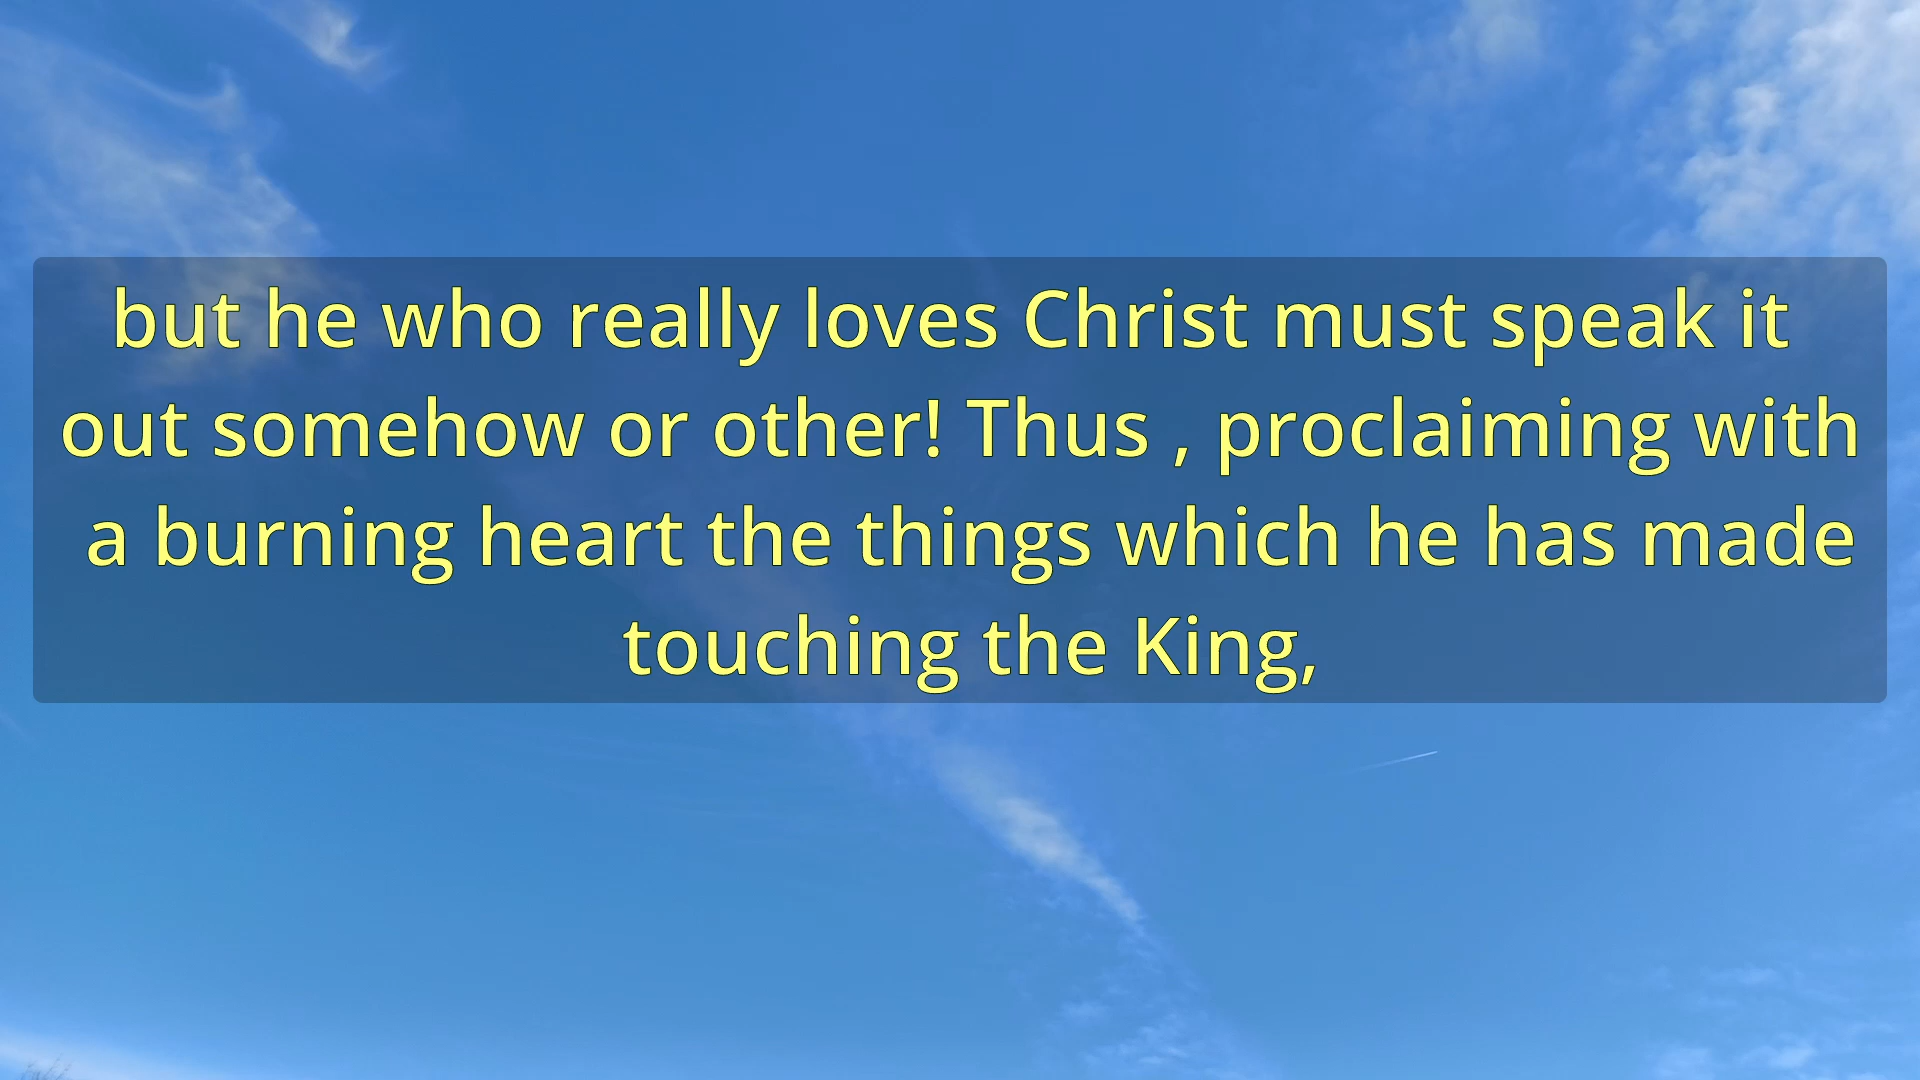 but he who really loves Christ must speak it
out somehow or other! Thus , proclaiming with
a burning heart the things which he has made
touching the King,